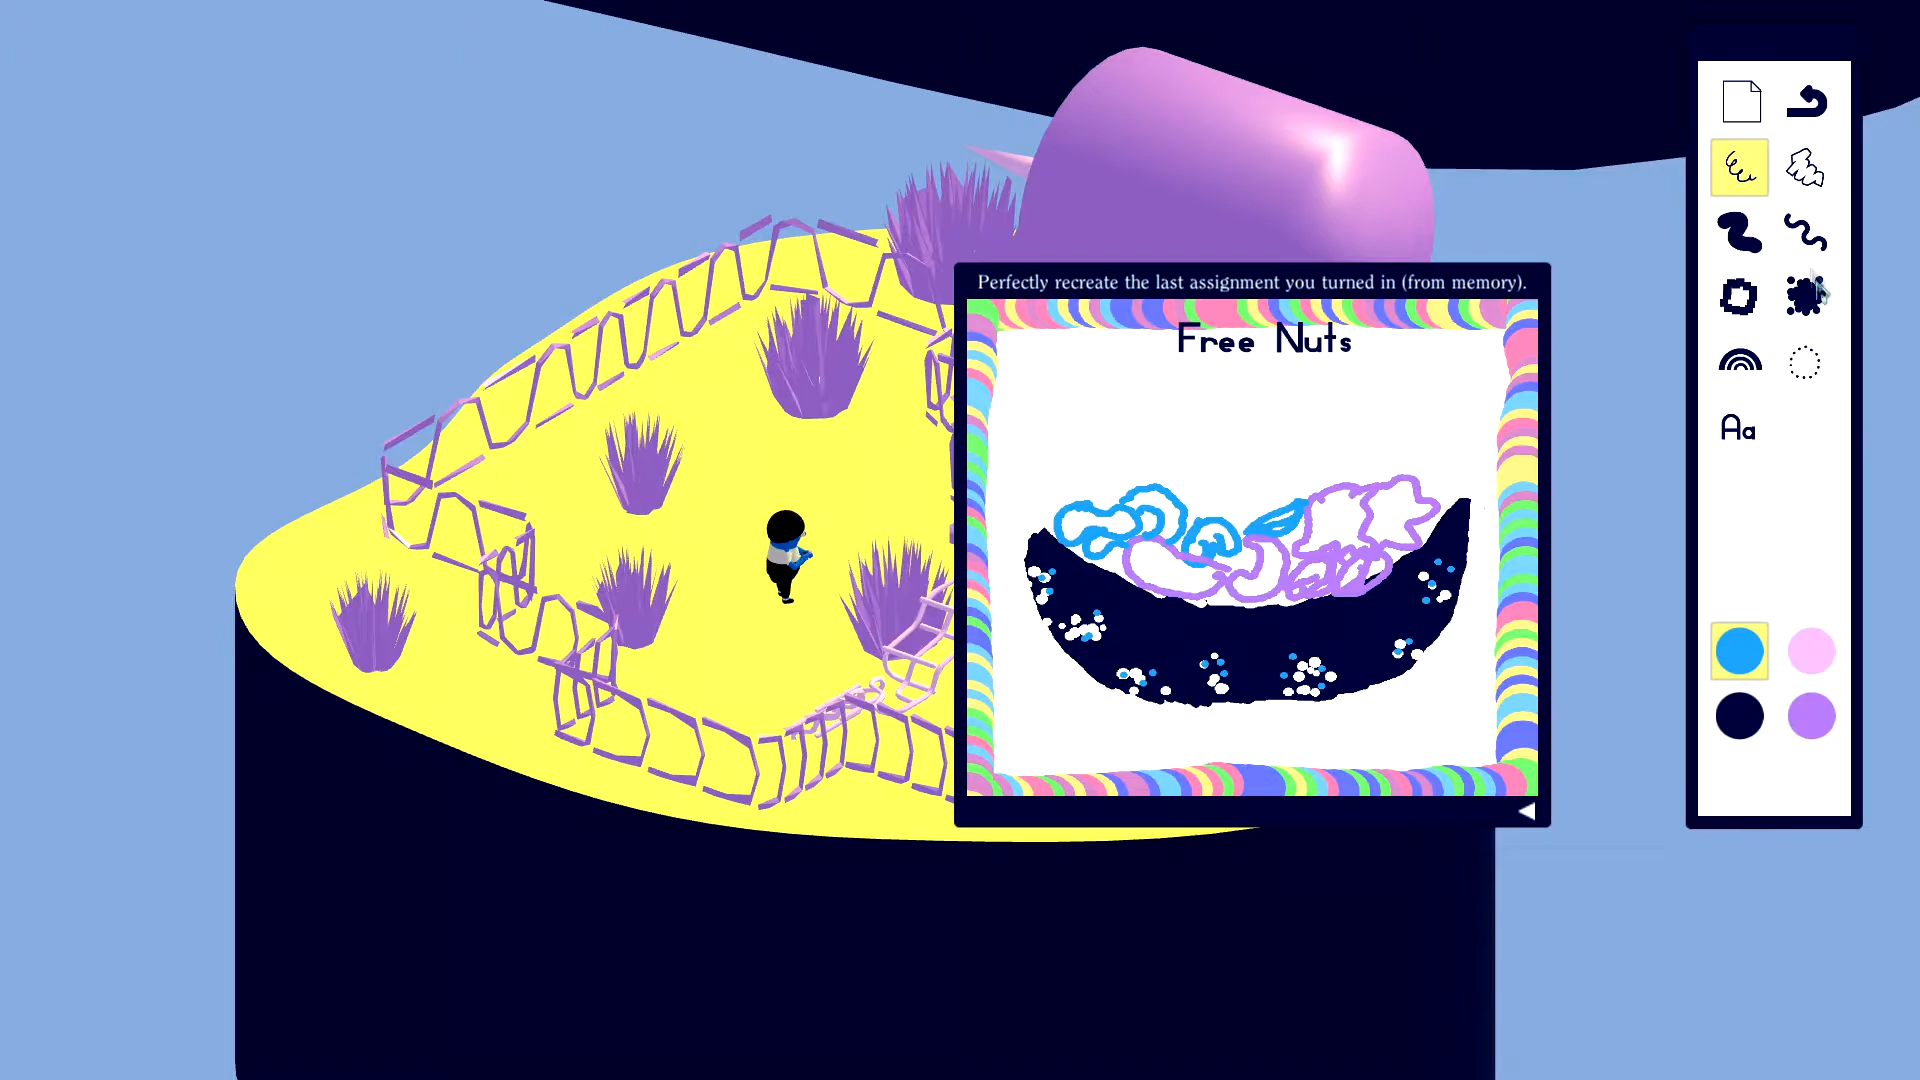 Perfectly recreate the last assignment you turned in (from memory).
Free Nuts
Aa